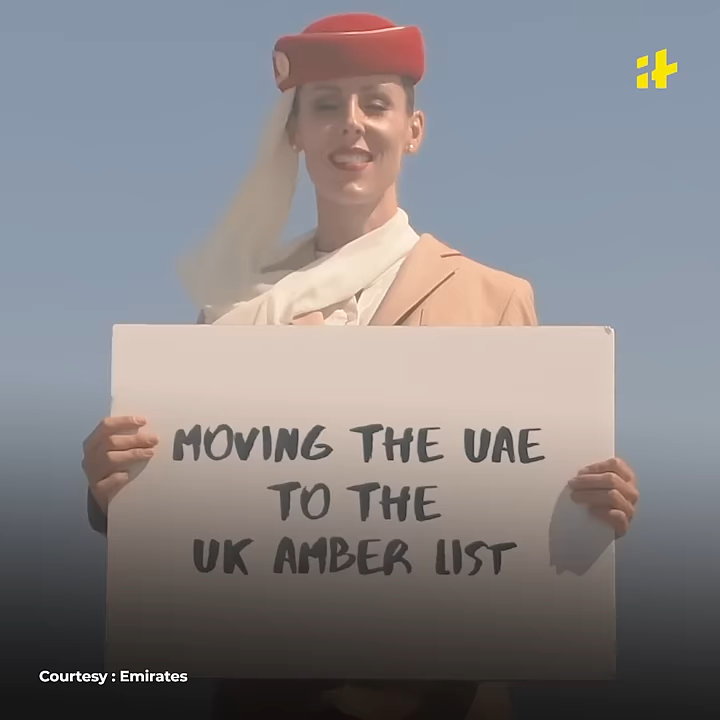 MOVING THE UAE
TO THE
UK AMBER LIST
Courtesy : Emirates